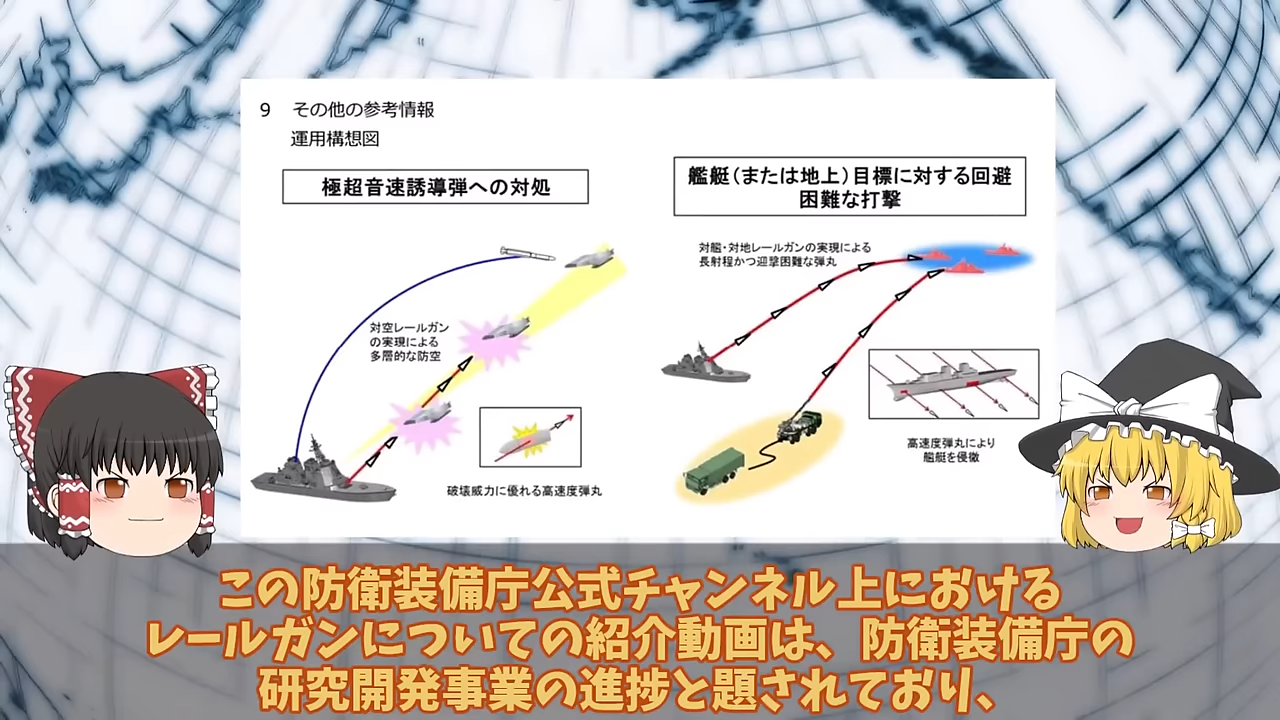 9 その他の参考情報
運用構想図
極超音速誘導弾への対処
対空レールガン
の実現による
多層的な防空
破壊威力に優れる高速度弾丸
艦艇(または地上)目標に対する回避
困難な打撃
対艦・対地レールガンの実現による
長射程かつ迎撃困難な弾丸
高速度弾丸により
艦艇を侵徹
この防衛装備庁公式チャンネル上における
レールガンについての紹介動画は、防衛装備庁の
研究開発事業の進捗と題されており、